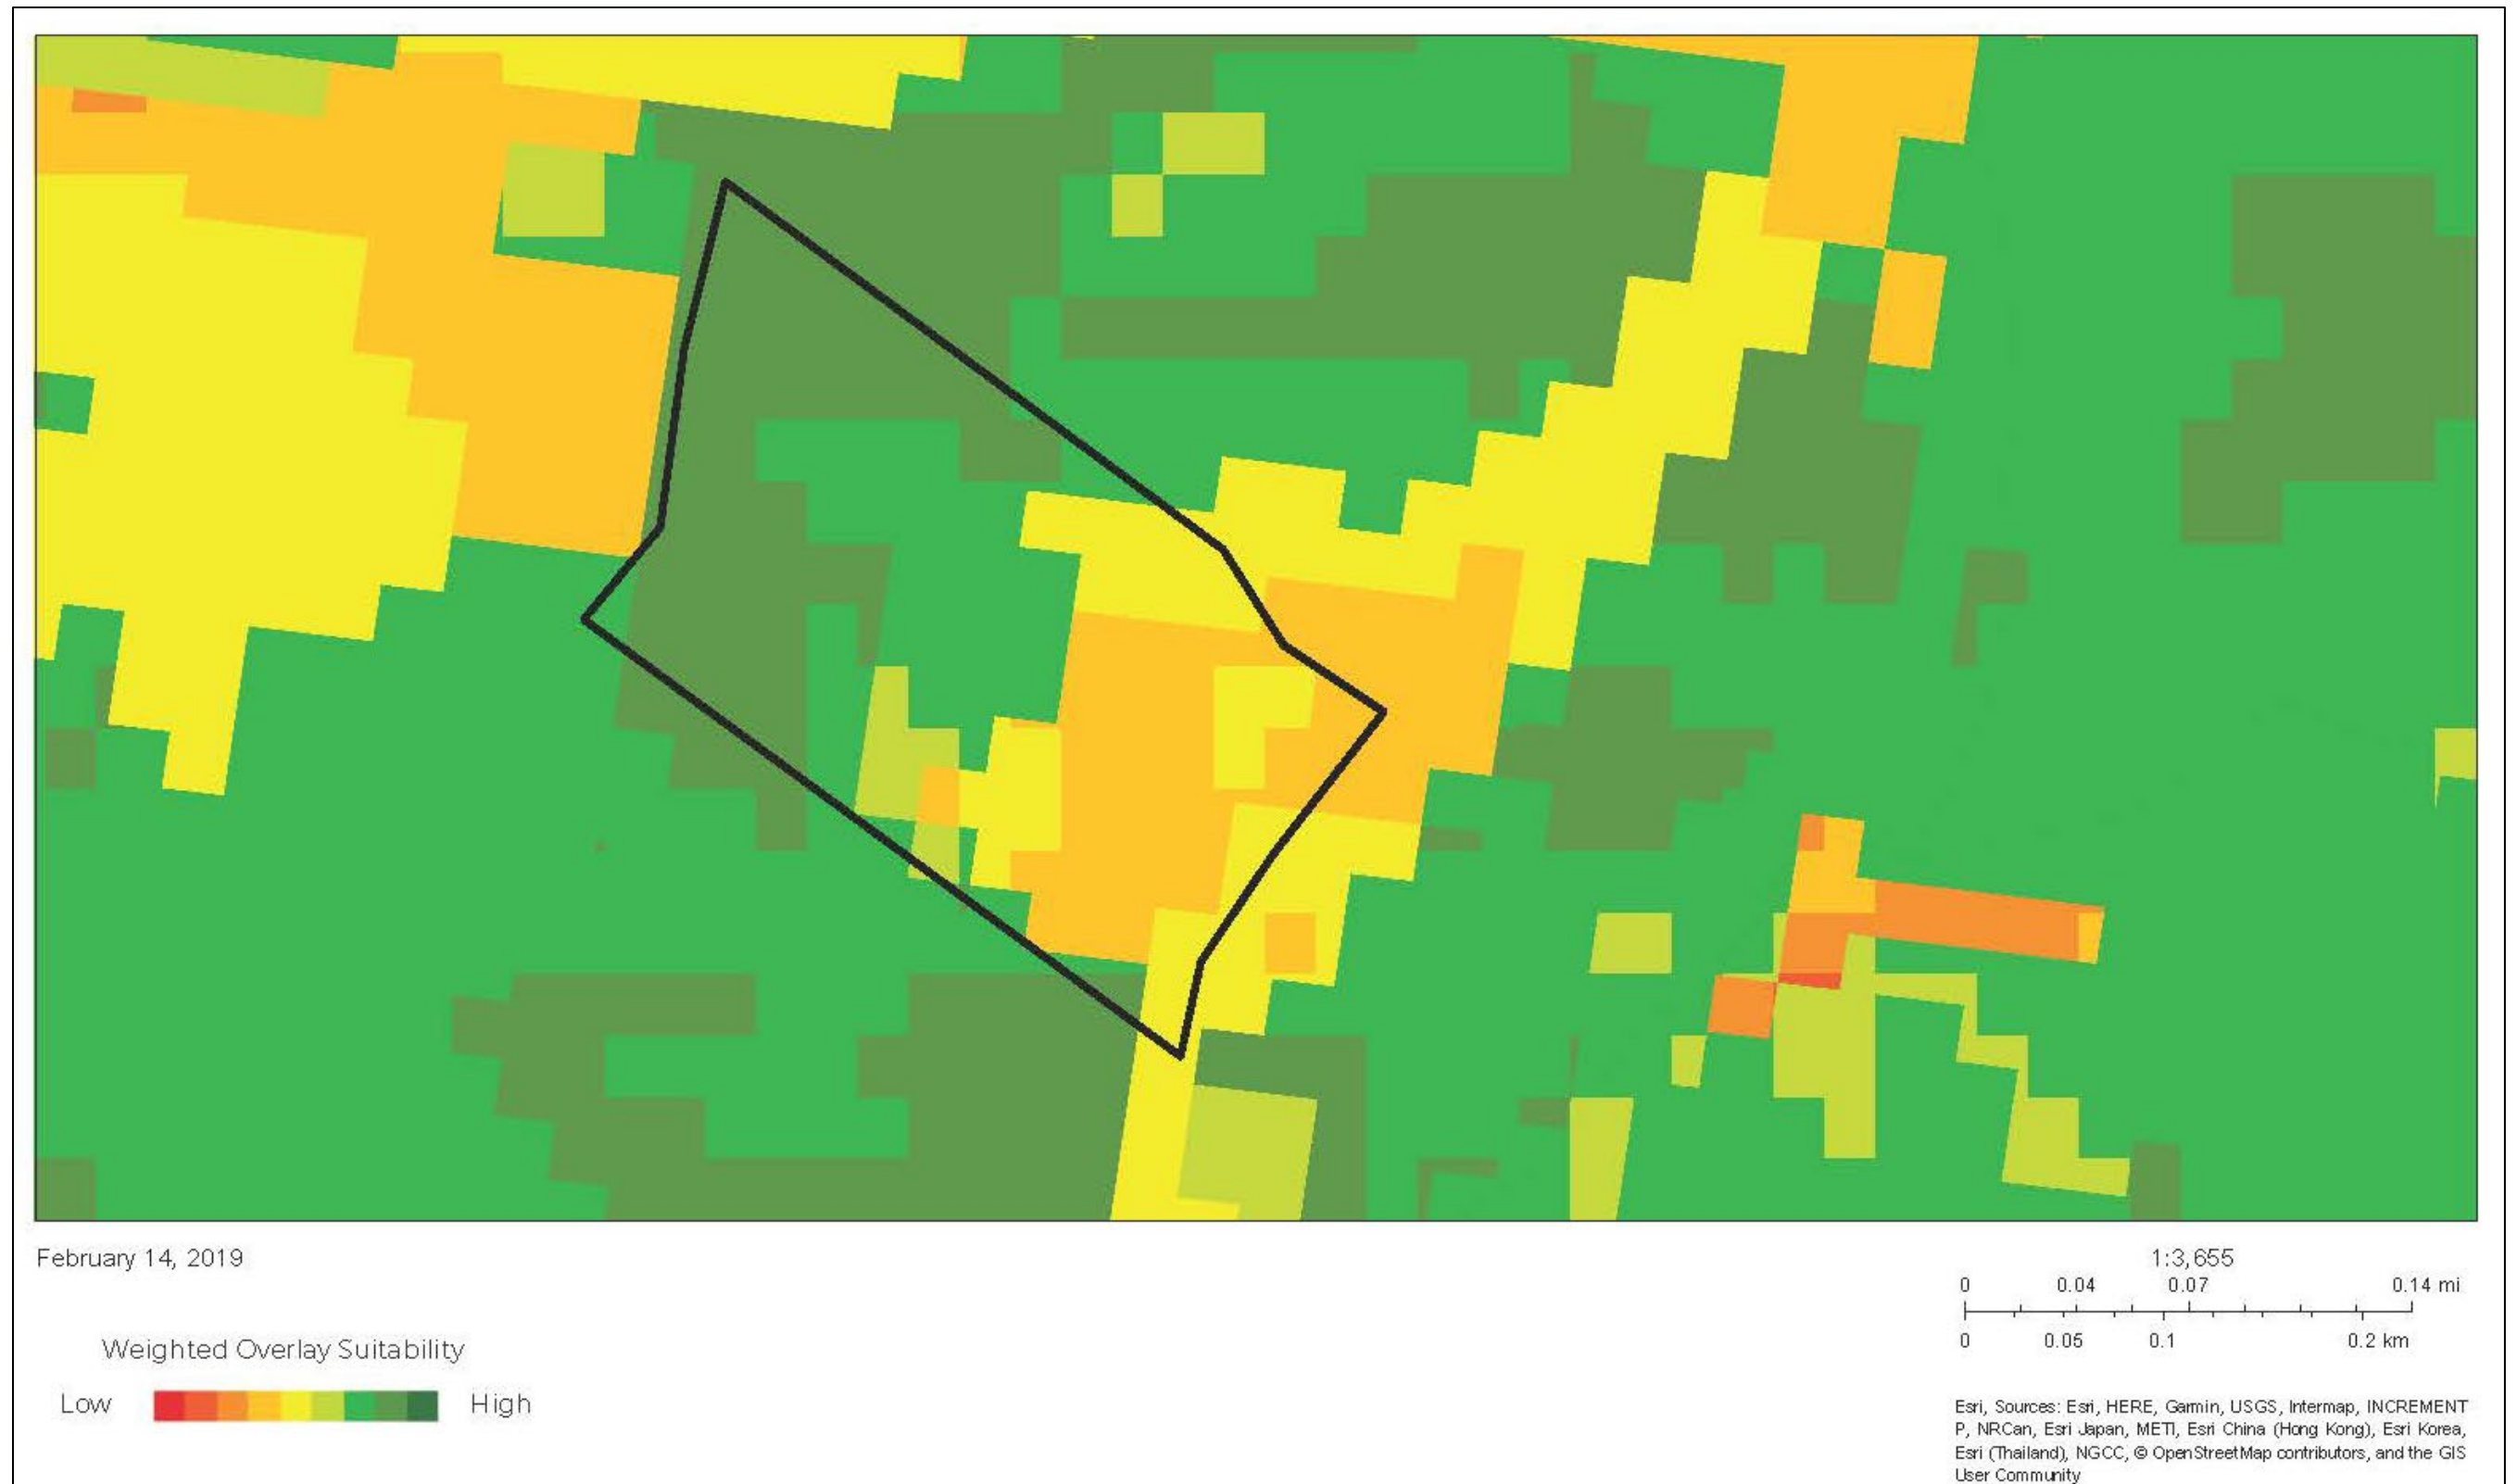 February 14, 2019
1:3,655
0 0.04 0.07 0.14 mi
0 0.05 0.1 0.2 km
Weighted Overlay Suitability
Low High
Esri, Sources: Esri, HERE, Garmin, USGS, Intermap, INCREMENT
P, NRCan, Esri Japan, METI, Esri China (Hong Kong), Esri Korea,
Esri (Thailand), NGCC, © OpenStreetMap contributors, and the GIS
User Community